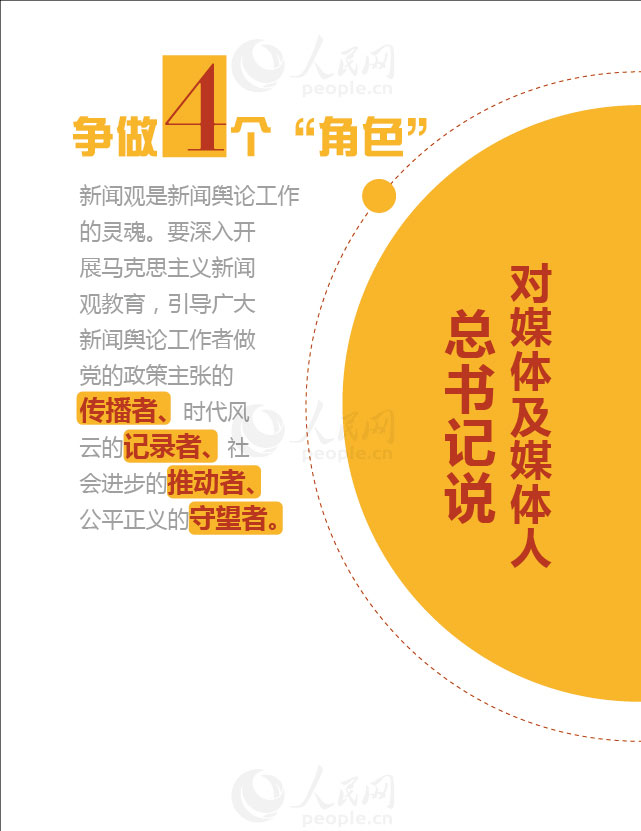 人民网
people.cn
争做4个“角色”
新闻观是新闻舆论工作
的灵魂。要深入开
展马克思主义新闻
观教育，引导广大
新闻舆论工作者做
党的政策主张的
传播者、时代风
云的记录者、社
会进步的推动者、
公平正义的守望者。
对媒体及媒体人
总书记说
人民网
people.cn
人民网
people.cn